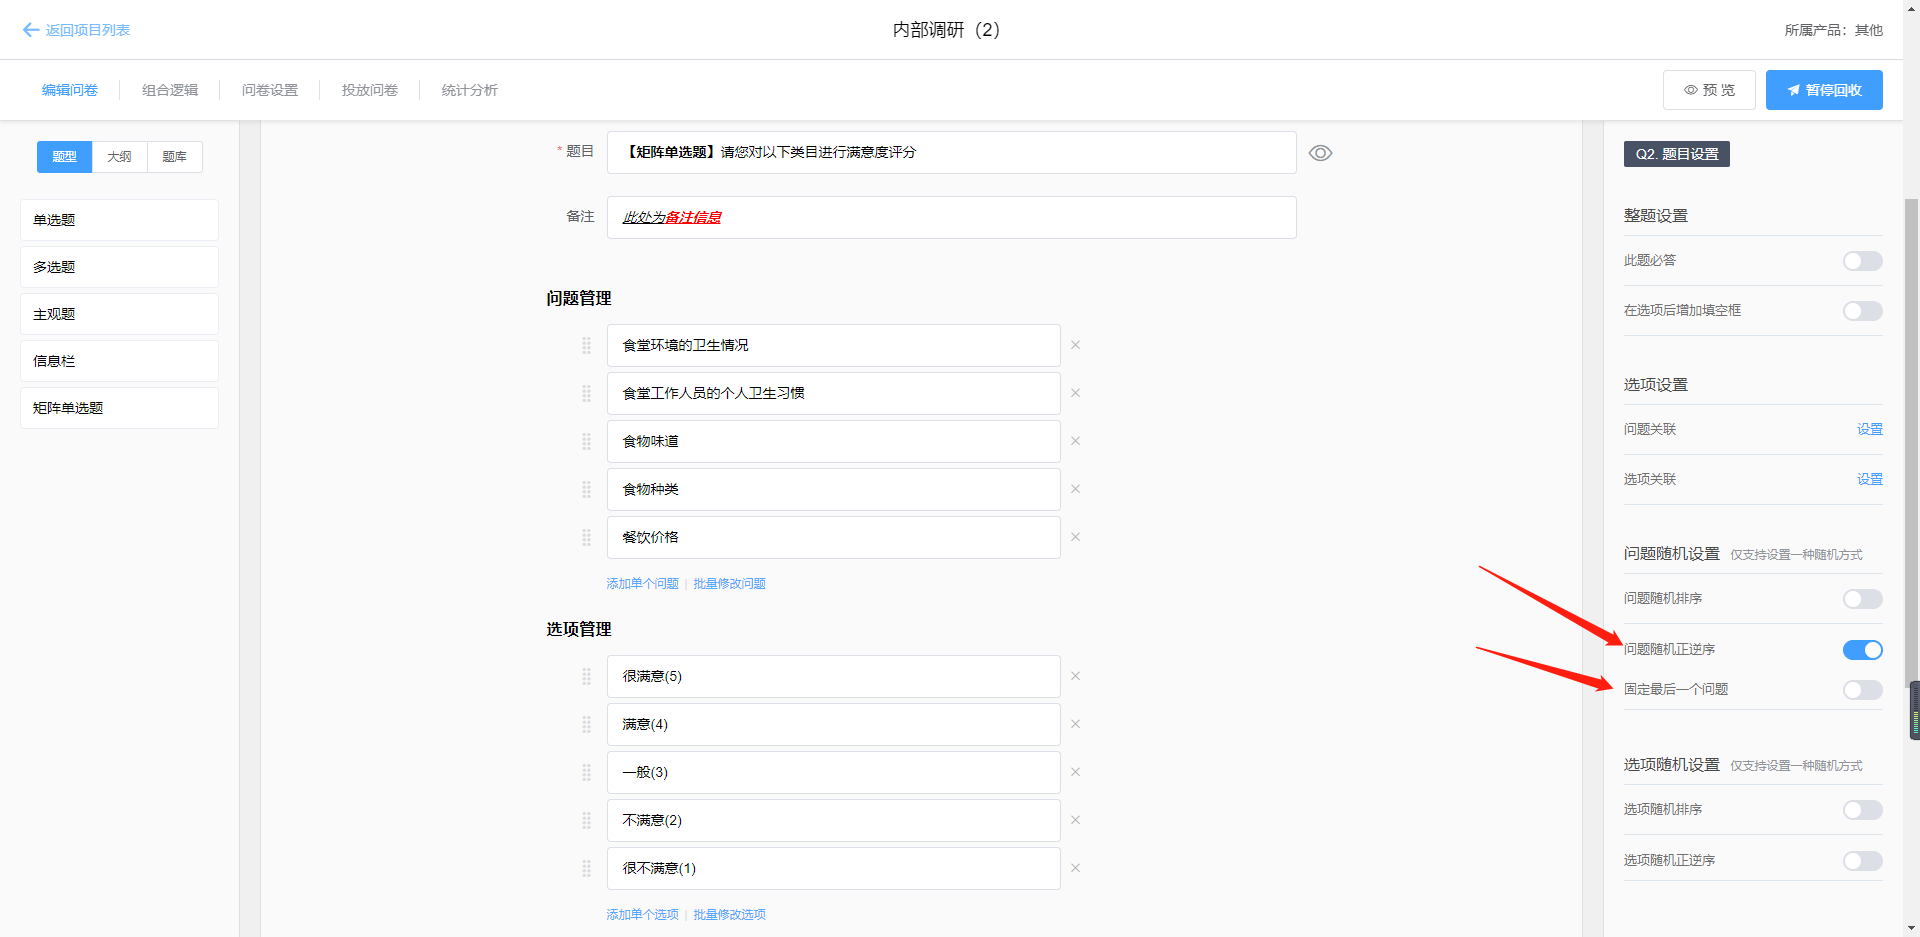 返回项目列表
内部调研（2）
所属产品：其他
编辑问卷
组合逻辑
问卷设置
投放问卷
统计分析
预 览
暂停回收
题型
大纲
题库
单选题
多选题
主观题
信息栏
矩阵单选题
* 题目
【矩阵单选题】请您对以下类目进行满意度评分
备注
此处为备注信息
问题管理
食堂环境的卫生情况
食堂工作人员的个人卫生习惯
食物味道
食物种类
餐饮价格
添加单个问题 | 批量修改问题
选项管理
很满意(5)
满意(4)
一般(3)
不满意(2)
很不满意(1)
添加单个选项 | 批量修改选项
Q2. 题目设置
整题设置
此题必答
在选项后增加填空框
选项设置
问题关联 设置
选项关联 设置
问题随机设置 仅支持设置一种随机方式
问题随机排序
问题随机正逆序
固定最后一个问题
选项随机设置 仅支持设置一种随机方式
选项随机排序
选项随机正逆序